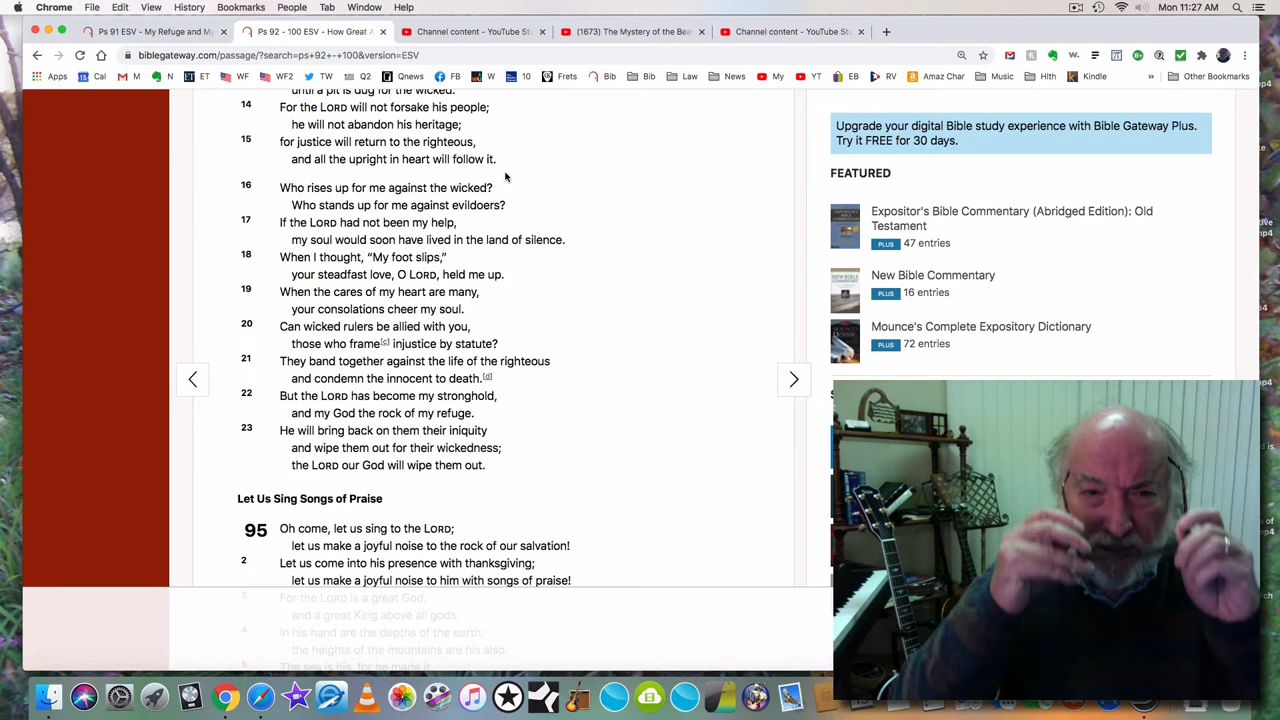 Chrome File Edit View History Bookmarks People Tab Window Help
Mon 11:27 AM
Ps 91 ESV - My Refuge and My
Ps 92 - 100 ESV - How Great A
Channel content - YouTube St
(1673) The Mystery of the Bea
Channel content - YouTube St
biblegateway.com/passage/?search=ps+92+-+100&version=ESV
Apps Cal M N ET WF WF2 TW Q2 Qnews FB W 10 Frets Bib Bib Law News My YT EB RV Amaz Char Music Hlth Kindle » Other Bookmarks
until a pit is dug for the wicked.
14 For the LORD will not forsake his people;
he will not abandon his heritage;
15 for justice will return to the righteous,
and all the upright in heart will follow it.
16 Who rises up for me against the wicked?
Who stands up for me against evildoers?
17 If the LORD had not been my help,
my soul would soon have lived in the land of silence.
18 When I thought, “My foot slips,”
your steadfast love, O LORD, held me up.
19 When the cares of my heart are many,
your consolations cheer my soul.
20 Can wicked rulers be allied with you,
those who frame[c] injustice by statute?
21 They band together against the life of the righteous
and condemn the innocent to death.[d]
22 But the LORD has become my stronghold,
and my God the rock of my refuge.
23 He will bring back on them their iniquity
and wipe them out for their wickedness;
the LORD our God will wipe them out.
Let Us Sing Songs of Praise
95 Oh come, let us sing to the LORD;
let us make a joyful noise to the rock of our salvation!
2 Let us come into his presence with thanksgiving;
let us make a joyful noise to him with songs of praise!
3 For the LORD is a great God,
and a great King above all gods.
4 In his hand are the depths of the earth;
the heights of the mountains are his also.
5 The sea is his, for he made it,
Upgrade your digital Bible study experience with Bible Gateway Plus.
Try it FREE for 30 days.
FEATURED
Expositor's Bible Commentary (Abridged Edition): Old
Testament
PLUS 47 entries
New Bible Commentary
PLUS 16 entries
Mounce's Complete Expository Dictionary
PLUS 72 entries